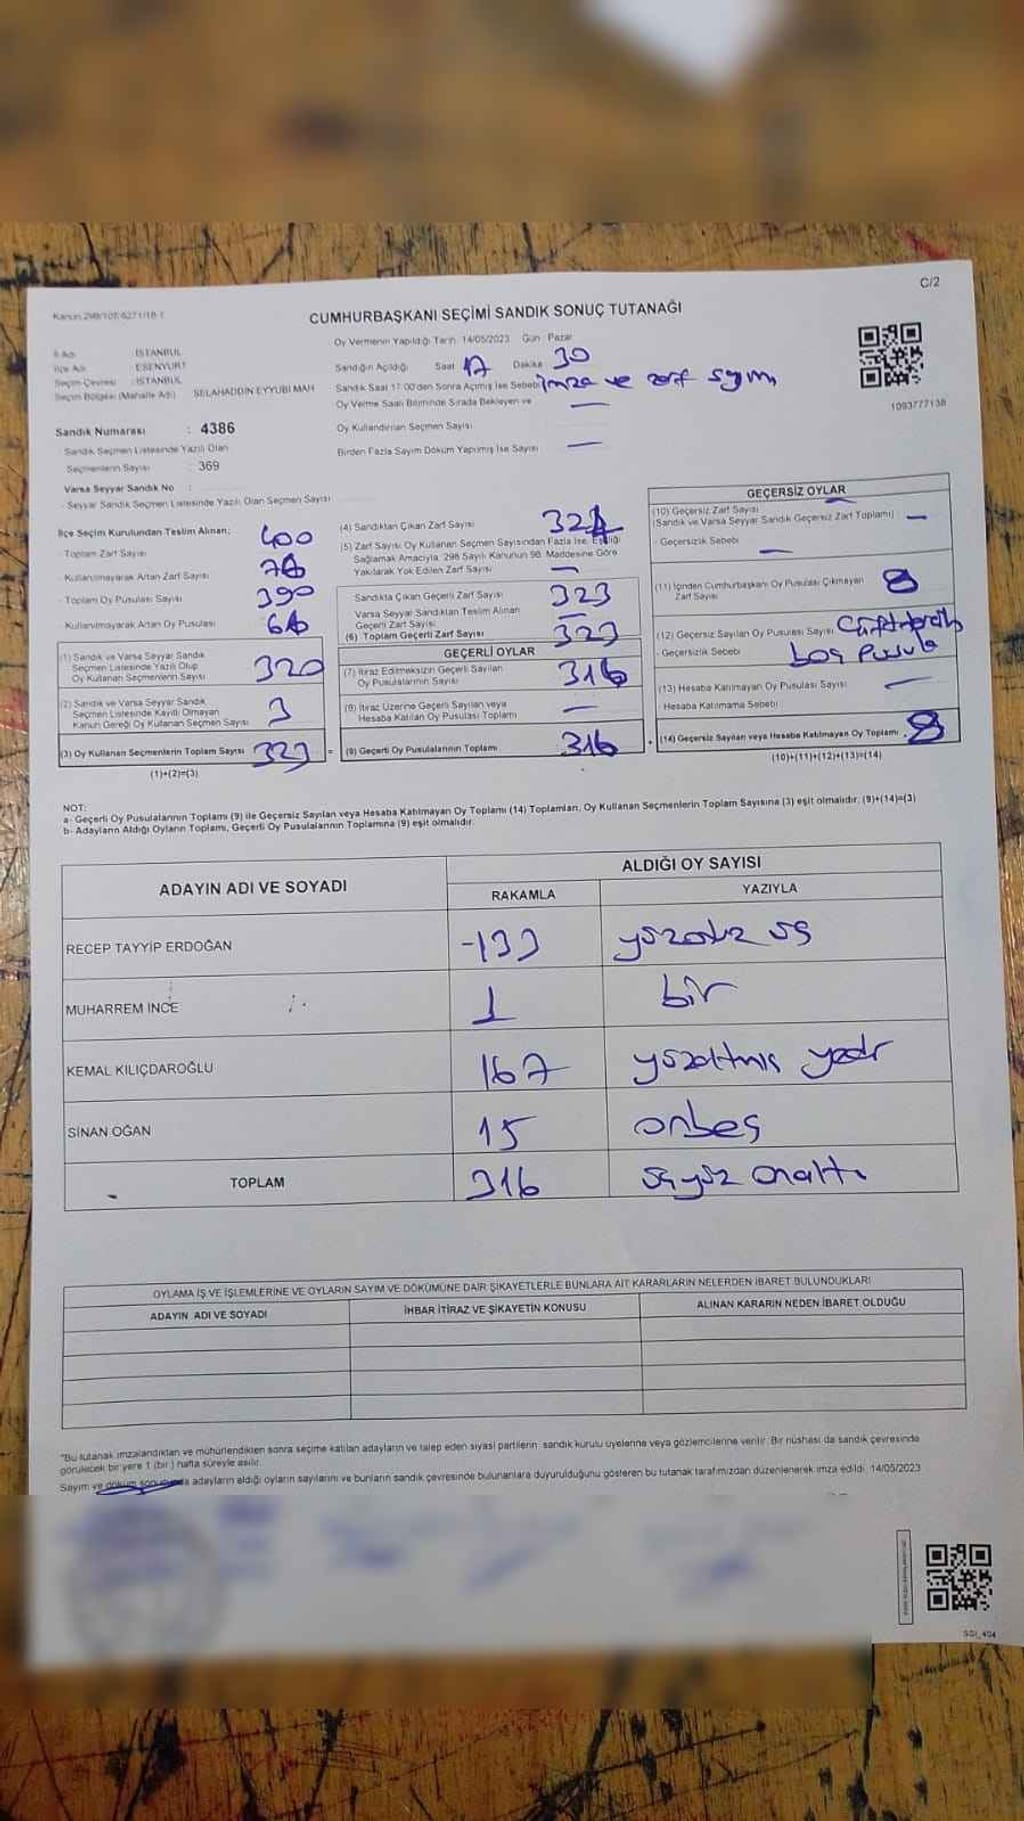 C/2
Kanun:298/107,6271/18-1
CUMHURBAŞKANI SEÇİMİ SANDIK SONUÇ TUTANAĞI
Oy Vermenin Yapıldığı Tarih: 14/05/2023 Gün : Pazar
İl Adı : İSTANBUL
İlçe Adı : ESENYURT
Seçim Çevresi : İSTANBUL
Seçim Bölgesi (Mahalle Adı) : SELAHADDİN EYYUBİ MAH
Sandığın Açıldığı Saat 17 Dakika 30
Sandık Saat 17:00'den Sonra Açılmış İse Sebebi imza ve zarf sayımı
Oy Verme Saati Bitiminde Sırada Bekleyen ve
Oy Kullandırılan Seçmen Sayısı —
Birden Fazla Sayım Döküm Yapılmış İse Sayısı —
1093777138
Sandık Numarası : 4386
Sandık Seçmen Listesinde Yazılı Olan
Seçmenlerin Sayısı : 369
Varsa Seyyar Sandık No :
- Seyyar Sandık Seçmen Listesinde Yazılı Olan Seçmen Sayısı :
İlçe Seçim Kurulundan Teslim Alınan;
- Toplam Zarf Sayısı 400
- Kullanılmayarak Artan Zarf Sayısı
- Toplam Oy Pusulası Sayısı 390
- Kullanılmayarak Artan Oy Pusulası
(1) Sandık ve Varsa Seyyar Sandık
Seçmen Listesinde Yazılı Olup
Oy Kullanan Seçmenlerin Sayısı 320
(2) Sandık ve Varsa Seyyar Sandık
Seçmen Listesinde Kayıtlı Olmayan
Kanun Gereği Oy Kullanan Seçmen Sayısı 3
(3) Oy Kullanan Seçmenlerin Toplam Sayısı 323 =
(1)+(2)=(3)
(4) Sandıktan Çıkan Zarf Sayısı
(5) Zarf Sayısı Oy Kullanan Seçmen Sayısından Fazla İse, Eşitliği
Sağlamak Amacıyla, 298 Sayılı Kanunun 98. Maddesine Göre
Yakılarak Yok Edilen Zarf Sayısı —
Sandıkta Çıkan Geçerli Zarf Sayısı 323
Varsa Seyyar Sandıktan Teslim Alınan
Geçerli Zarf Sayısı —
(6) Toplam Geçerli Zarf Sayısı 323
GEÇERLİ OYLAR
(7) İtiraz Edilmeksizin Geçerli Sayılan
Oy Pusulalarının Sayısı 316
(8) İtiraz Üzerine Geçerli Sayılan veya
Hesaba Katılan Oy Pusulası Toplamı —
(9) Geçerli Oy Pusulalarının Toplamı 316 +
GEÇERSİZ OYLAR
(10) Geçersiz Zarf Sayısı
(Sandık ve Varsa Seyyar Sandık Geçersiz Zarf Toplamı) —
- Geçersizlik Sebebi —
(11) İçinden Cumhurbaşkanı Oy Pusulası Çıkmayan
Zarf Sayısı 8
(12) Geçersiz Sayılan Oy Pusulası Sayısı
- Geçersizlik Sebebi boş pusula
(13) Hesaba Katılmayan Oy Pusulası Sayısı —
- Hesaba Katılmama Sebebi
(14) Geçersiz Sayılan veya Hesaba Katılmayan Oy Toplamı 8
(10)+(11)+(12)+(13)=(14)
NOT:
a- Geçerli Oy Pusulalarının Toplamı (9) ile Geçersiz Sayılan veya Hesaba Katılmayan Oy Toplamı (14) Toplamları, Oy Kullanan Seçmenlerin Toplam Sayısına (3) eşit olmalıdır. (9)+(14)=(3)
b- Adayların Aldığı Oyların Toplamı, Geçerli Oy Pusulalarının Toplamına (9) eşit olmalıdır.
ADAYIN ADI VE SOYADI
ALDIĞI OY SAYISI
RAKAMLA YAZIYLA
RECEP TAYYİP ERDOĞAN -133 yüzotuz üç
MUHARREM İNCE 1 bir
KEMAL KILIÇDAROĞLU 167 yüzaltmış yedi
SİNAN OĞAN 15 onbeş
TOPLAM 316 üçyüz onaltı
OYLAMA İŞ VE İŞLEMLERİNE VE OYLARIN SAYIM VE DÖKÜMÜNE DAİR ŞİKAYETLERLE BUNLARA AİT KARARLARIN NELERDEN İBARET BULUNDUKLARI
ADAYIN ADI VE SOYADI İHBAR İTİRAZ VE ŞİKAYETİN KONUSU ALINAN KARARIN NEDEN İBARET OLDUĞU
"Bu tutanak imzalandıktan ve mühürlendikten sonra seçime katılan adayların ve talep eden siyasi partilerin sandık kurulu üyelerine veya gözlemcilerine verilir. Bir nüshası da sandık çevresinde
görülecek bir yere 1 (bir) hafta süreyle asılır.
Sayım ve döküm sonucunda adayların aldığı oyların sayılarını ve bunların sandık çevresinde bulunanlara duyurulduğunu gösteren bu tutanak tarafımızdan düzenlenerek imza edildi. 14/05/2023